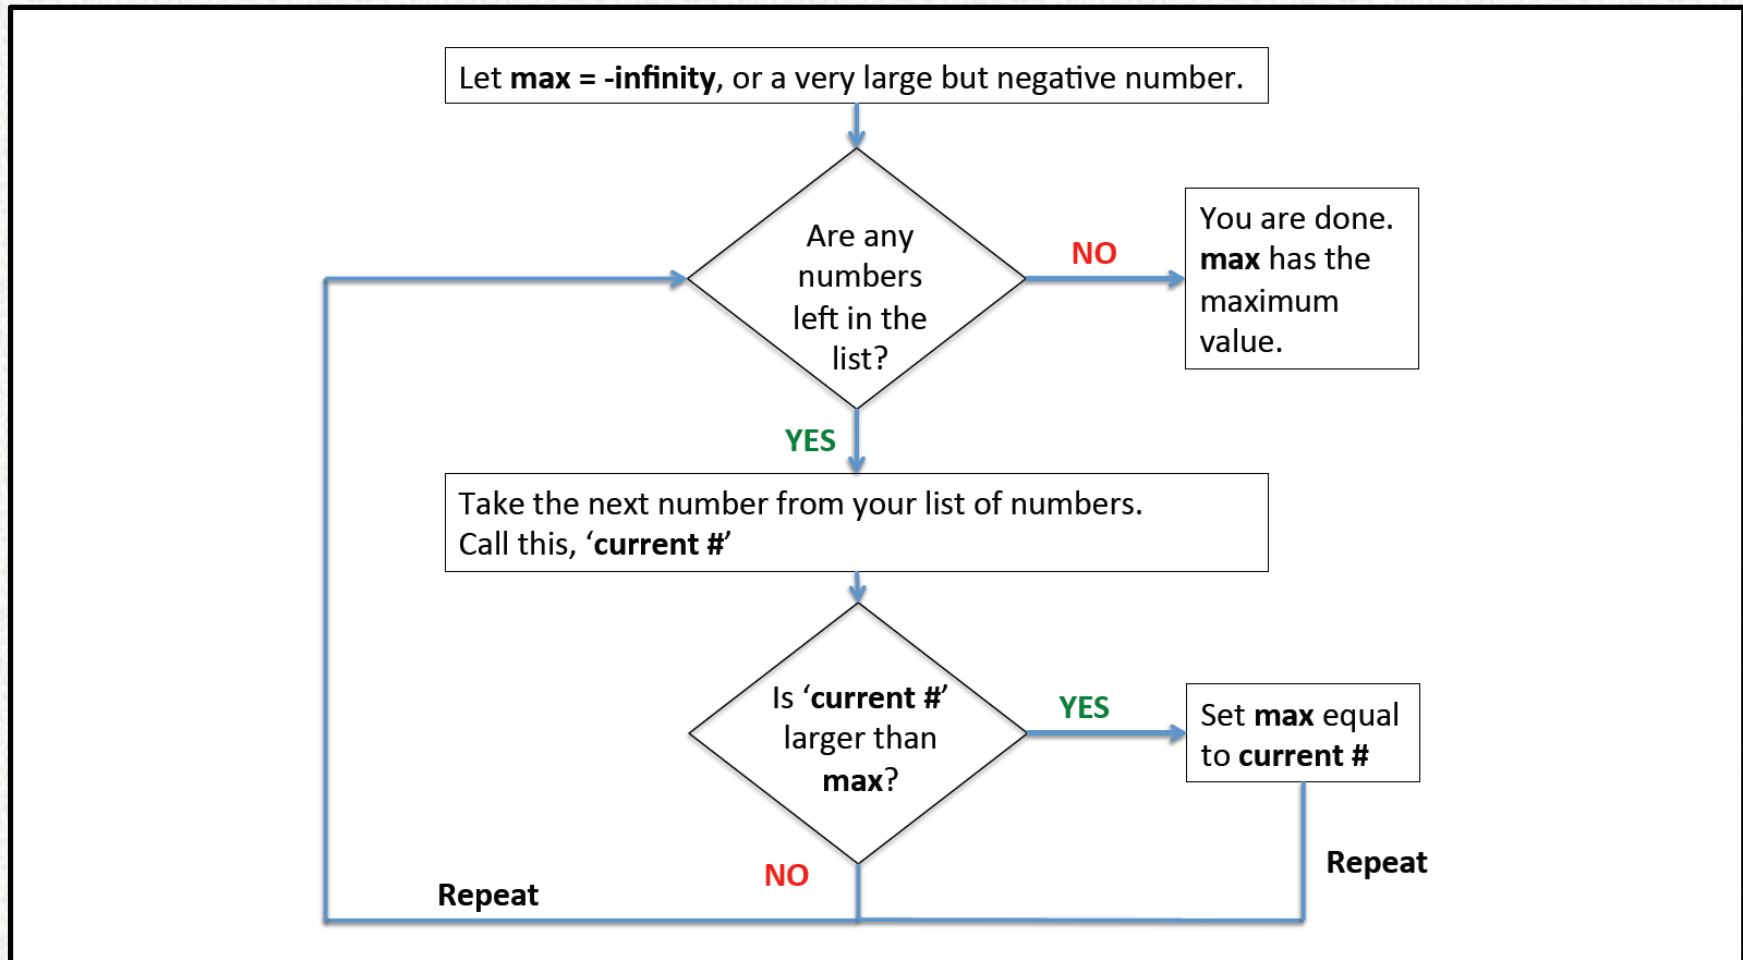 Let max = -infinity, or a very large but negative number.
Are any
numbers
left in the
list?
NO
You are done.
max has the
maximum
value.
YES
Take the next number from your list of numbers.
Call this, ‘current #’
Is ‘current #’
larger than
max?
YES
Set max equal
to current #
NO
Repeat
Repeat